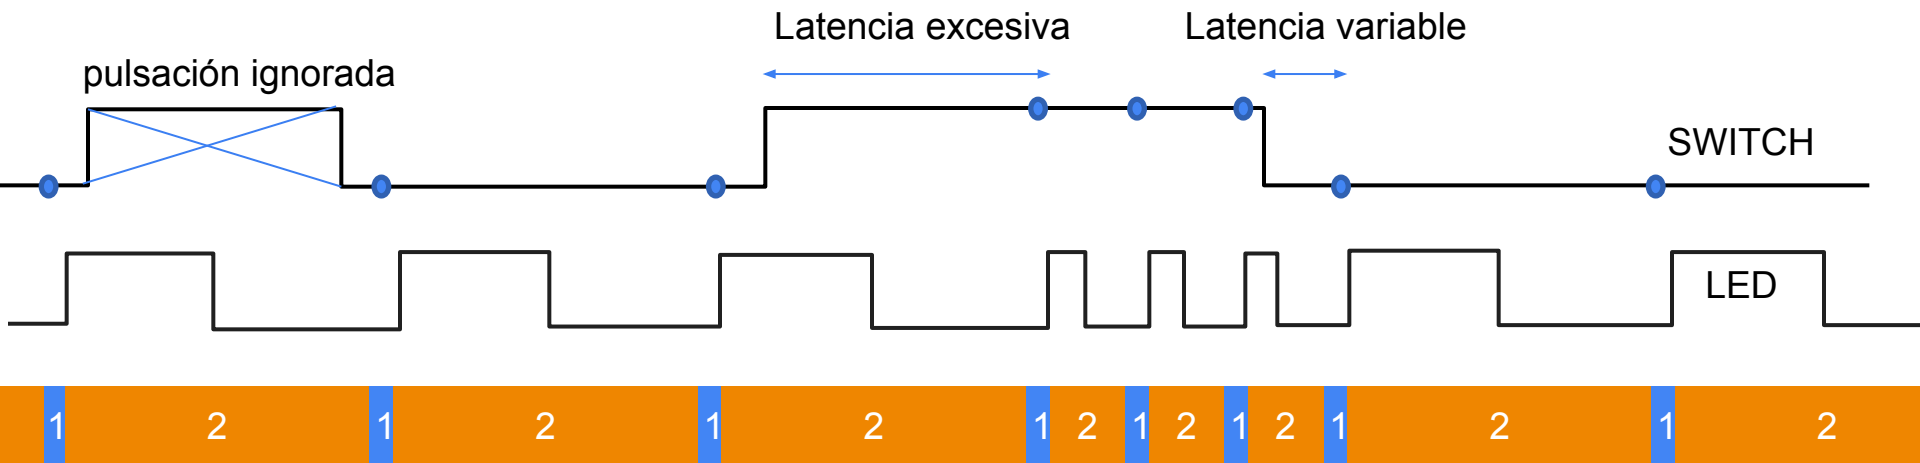 Latencia excesiva
Latencia variable
pulsación ignorada
SWITCH
LED
1 2 1 2 1 2 1 2 1 2 1 2 1 2 1 2